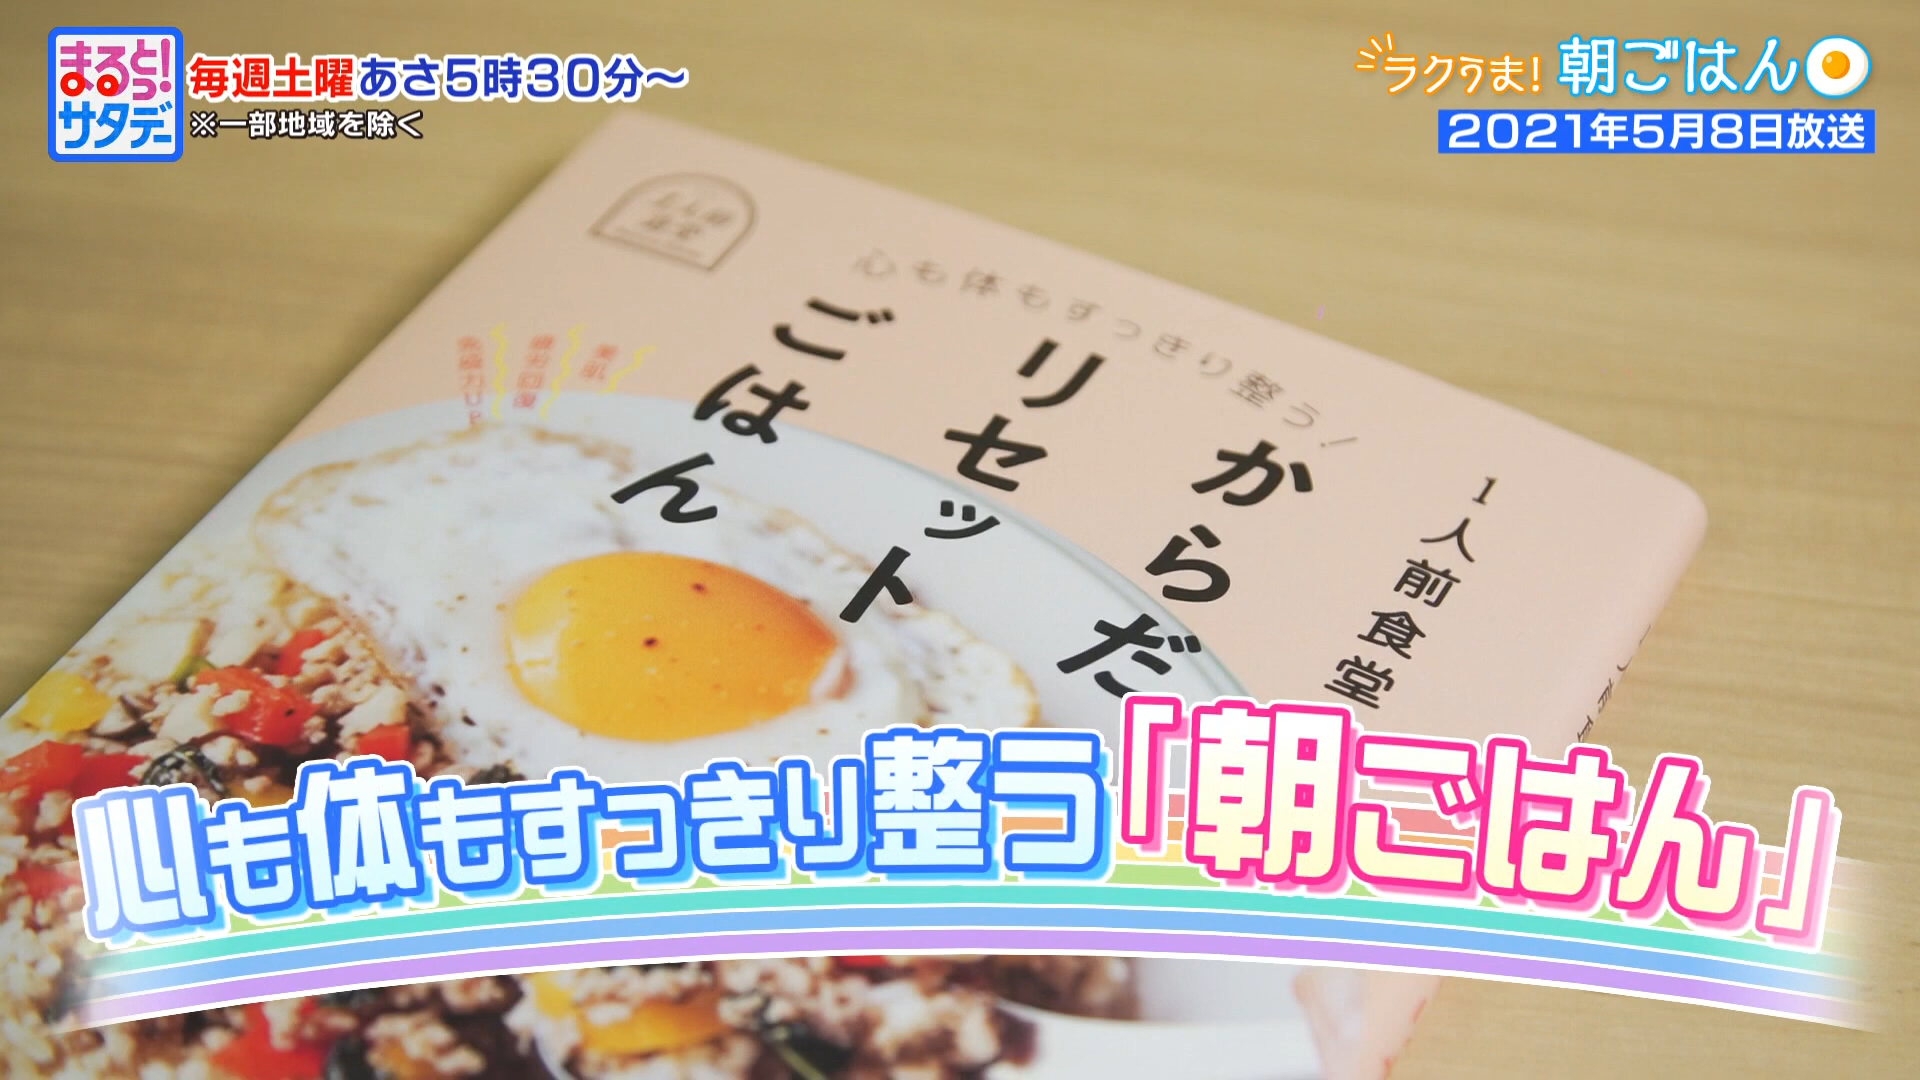 まるっと!
サタデー
毎週土曜あさ5時30分～
※一部地域を除く
ラクうま!朝ごはん
2021年5月8日放送
1人前食堂
心も体もすっきり整う!
からだ
リセット
ごはん
1人前
食堂
美肌
疲労回復
免疫力UP
心も体もすっきり整う「朝ごはん」